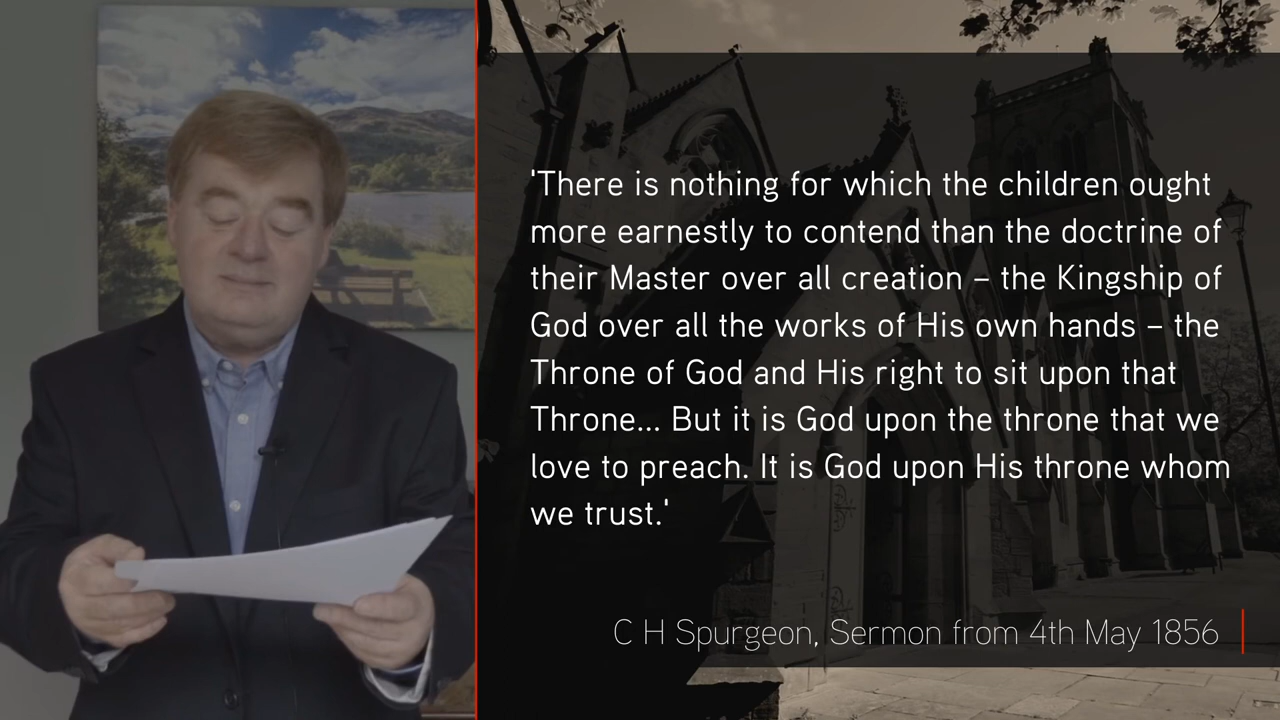 'There is nothing for which the children ought
more earnestly to contend than the doctrine of
their Master over all creation – the Kingship of
God over all the works of His own hands – the
Throne of God and His right to sit upon that
Throne... But it is God upon the throne that we
love to preach. It is God upon His throne whom
we trust.'
C H Spurgeon, Sermon from 4th May 1856